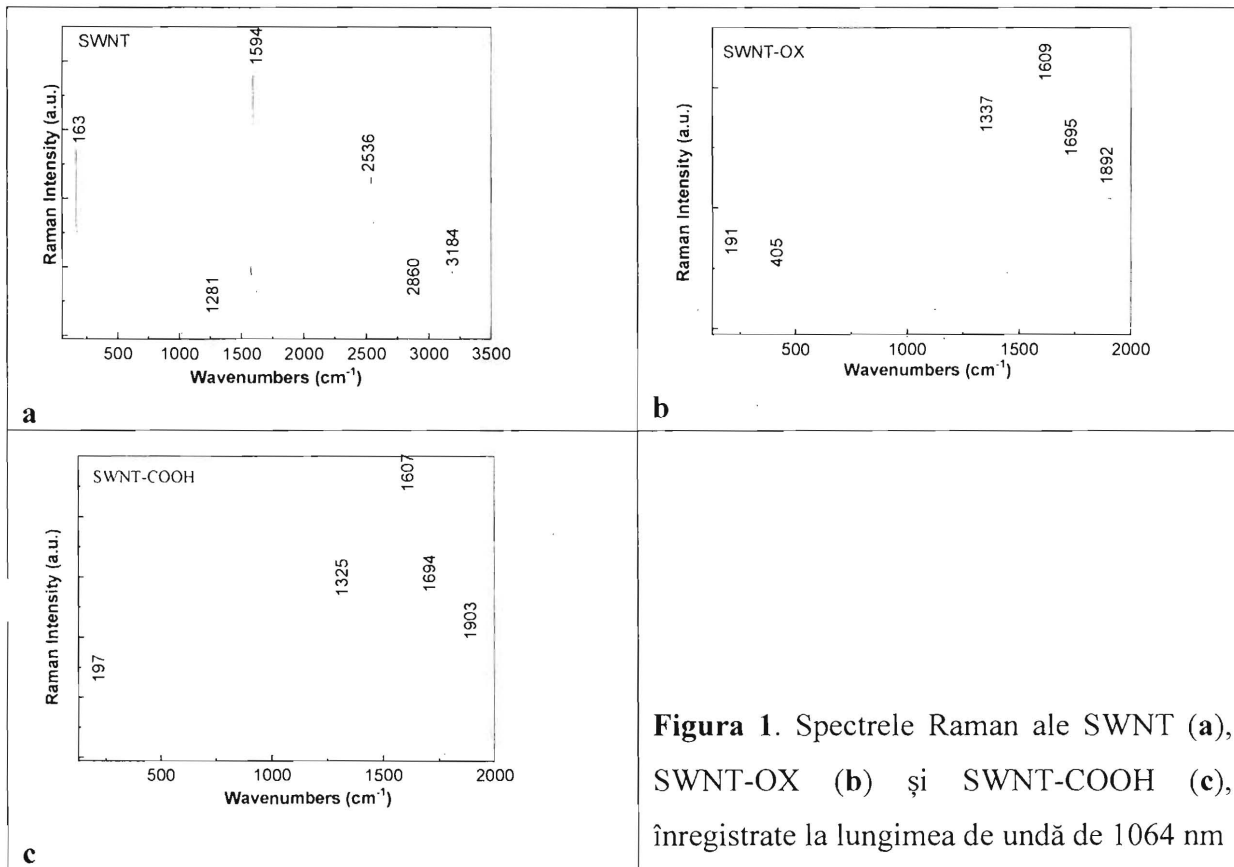 SWNT
1594
163
2536
3184
2860
1281
Raman Intensity (a.u.)
500 1000 1500 2000 2500 3000 3500
Wavenumbers (cm⁻¹)
a
SWNT-OX
1609
1337
1695
1892
191
405
Raman Intensity (a.u.)
500 1000 1500 2000
Wavenumbers (cm⁻¹)
b
SWNT-COOH
1607
1325
1694
1903
197
Raman Intensity (a.u.)
500 1000 1500 2000
Wavenumbers (cm⁻¹)
c
Figura 1. Spectrele Raman ale SWNT (a),
SWNT-OX (b) și SWNT-COOH (c),
înregistrate la lungimea de undă de 1064 nm